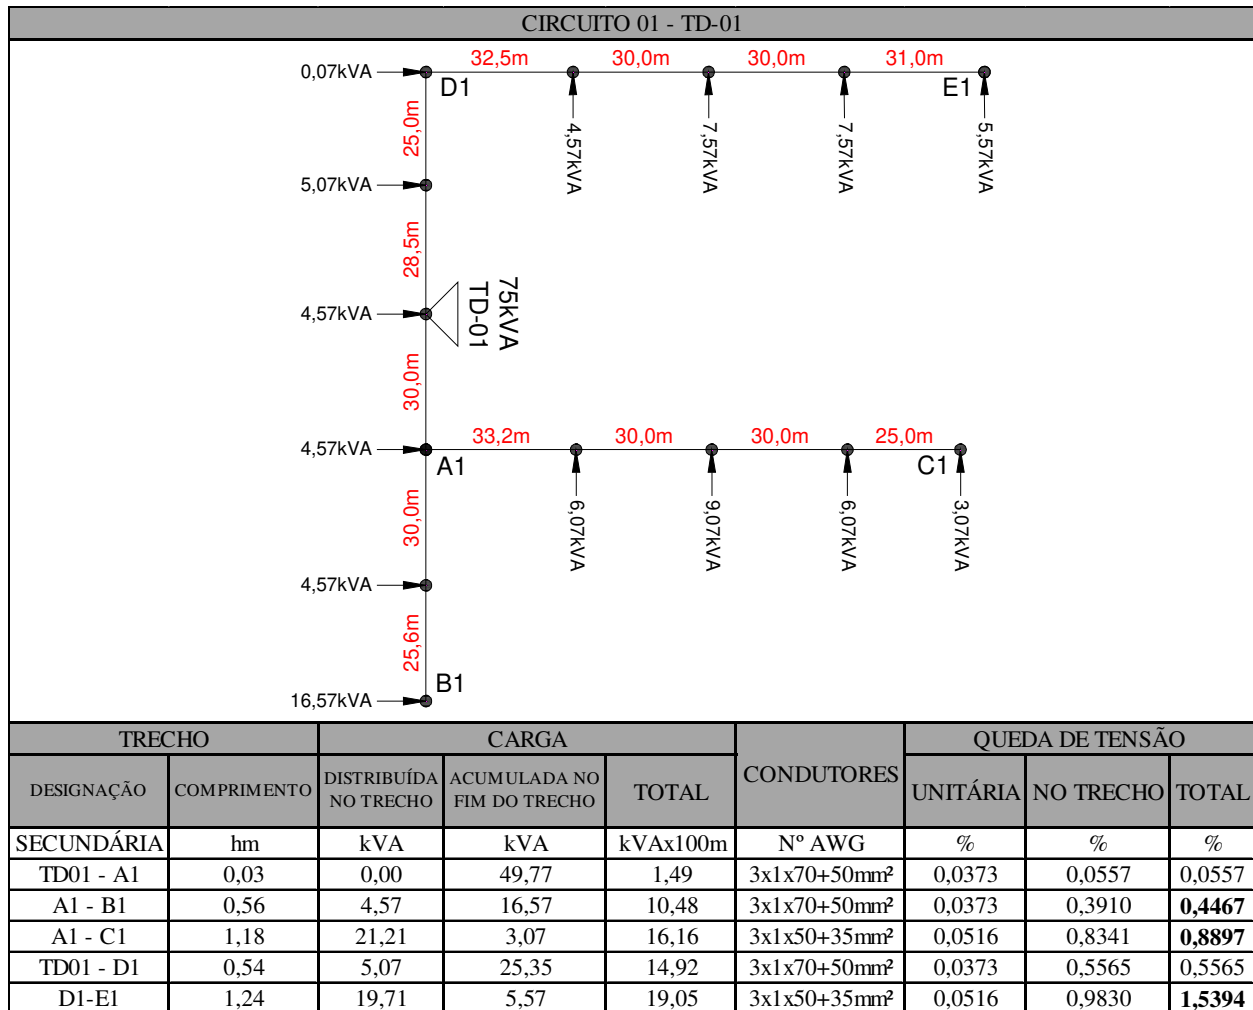 CIRCUITO 01 - TD-01
32,5m 30,0m 30,0m 31,0m
0,07kVA D1 E1
25,0m
4,57kVA 7,57kVA 7,57kVA 5,57kVA
5,07kVA
28,5m
4,57kVA
75kVA
TD-01
30,0m
33,2m 30,0m 30,0m 25,0m
4,57kVA A1 C1
30,0m
6,07kVA 9,07kVA 6,07kVA 3,07kVA
4,57kVA
25,6m
16,57kVA B1
TRECHO CARGA CONDUTORES QUEDA DE TENSÃO
DESIGNAÇÃO COMPRIMENTO DISTRIBUÍDA NO TRECHO ACUMULADA NO FIM DO TRECHO TOTAL UNITÁRIA NO TRECHO TOTAL
SECUNDÁRIA hm kVA kVA kVAx100m Nº AWG % % %
TD01 - A1 0,03 0,00 49,77 1,49 3x1x70+50mm² 0,0373 0,0557 0,0557
A1 - B1 0,56 4,57 16,57 10,48 3x1x70+50mm² 0,0373 0,3910 0,4467
A1 - C1 1,18 21,21 3,07 16,16 3x1x50+35mm² 0,0516 0,8341 0,8897
TD01 - D1 0,54 5,07 25,35 14,92 3x1x70+50mm² 0,0373 0,5565 0,5565
D1-E1 1,24 19,71 5,57 19,05 3x1x50+35mm² 0,0516 0,9830 1,5394